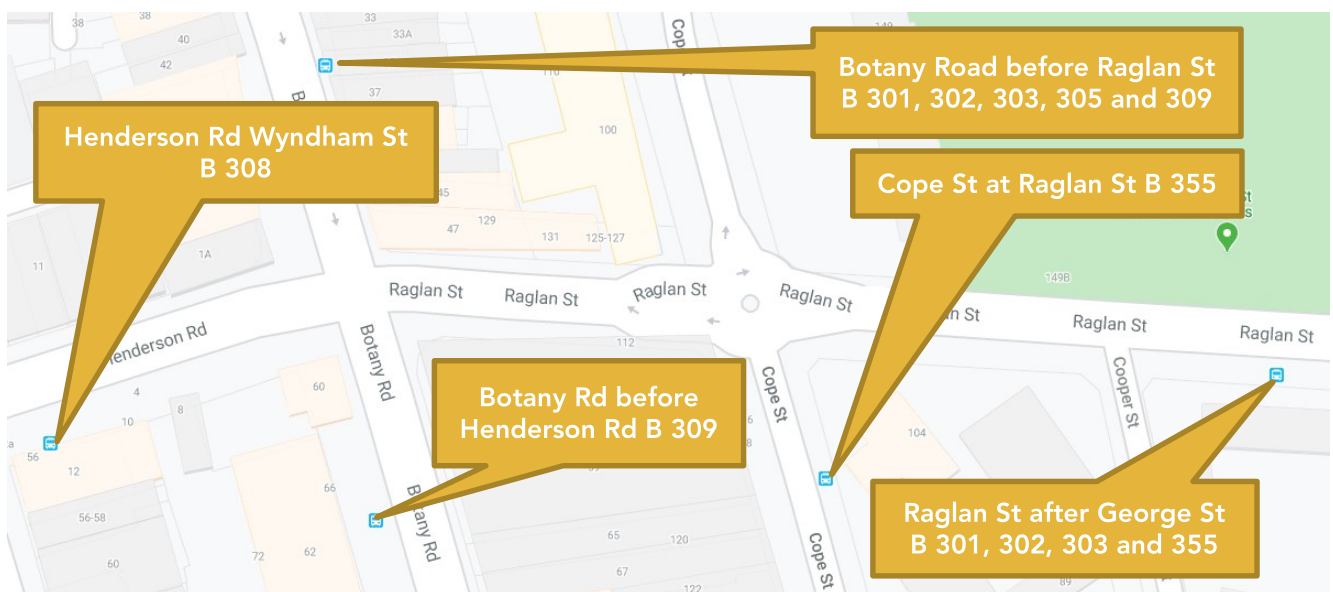 38
38
40
42
33
33A
110
37
100
Cop
149
Botany Road before Raglan St
B 301, 302, 303, 305 and 309
Henderson Rd Wyndham St
B 308
Cope St at Raglan St B 355
B
45
47
129
131
125-127
1A
11
149B
Raglan St
Raglan St
Raglan St
Raglan St
n St
Raglan St
Raglan St
Henderson Rd
Botany Rd
112
60
4
8
10
56
12
Botany Rd before
Henderson Rd B 309
Cope St
Cooper St
104
66
56-58
60
72
62
Botany Rd
65
120
67
122
Cope St
Raglan St after George St
B 301, 302, 303 and 355
89